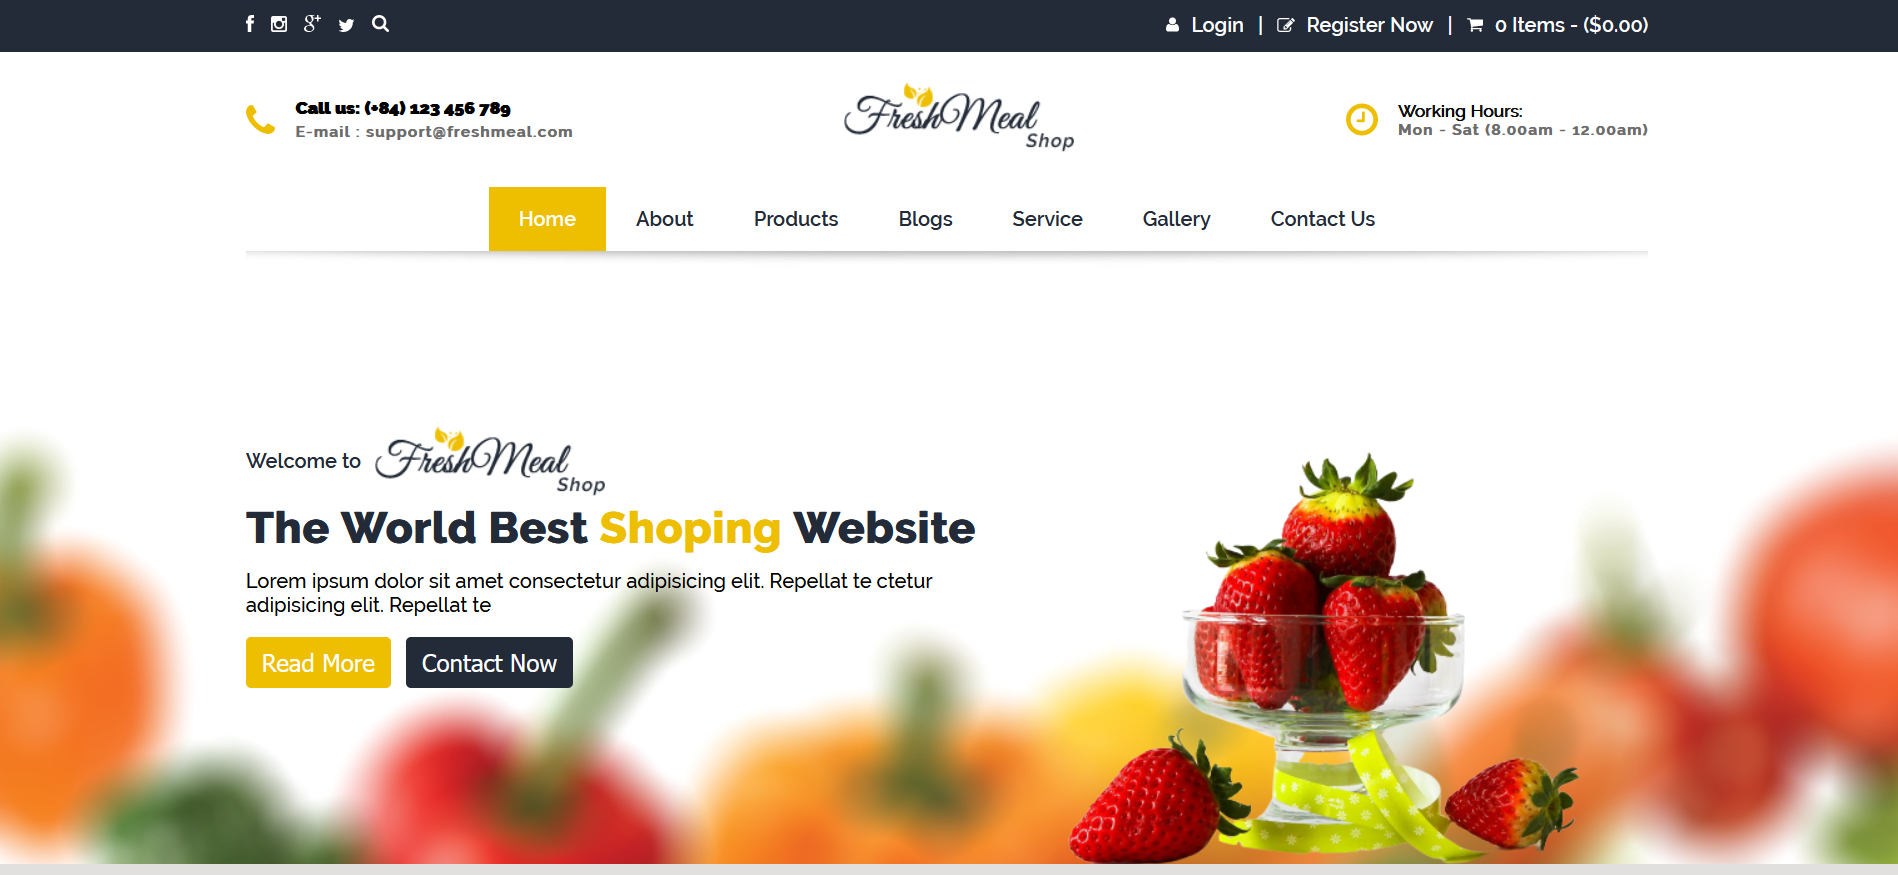 Login | Register Now | 0 Items - ($0.00)
Call us: (+84) 123 456 789
E-mail : support@freshmeal.com
FreshMeal
Shop
Working Hours:
Mon - Sat (8.00am - 12.00am)
Home About Products Blogs Service Gallery Contact Us
Welcome to FreshMeal
Shop
The World Best Shoping Website
Lorem ipsum dolor sit amet consectetur adipisicing elit. Repellat te ctetur
adipisicing elit. Repellat te
Read More Contact Now